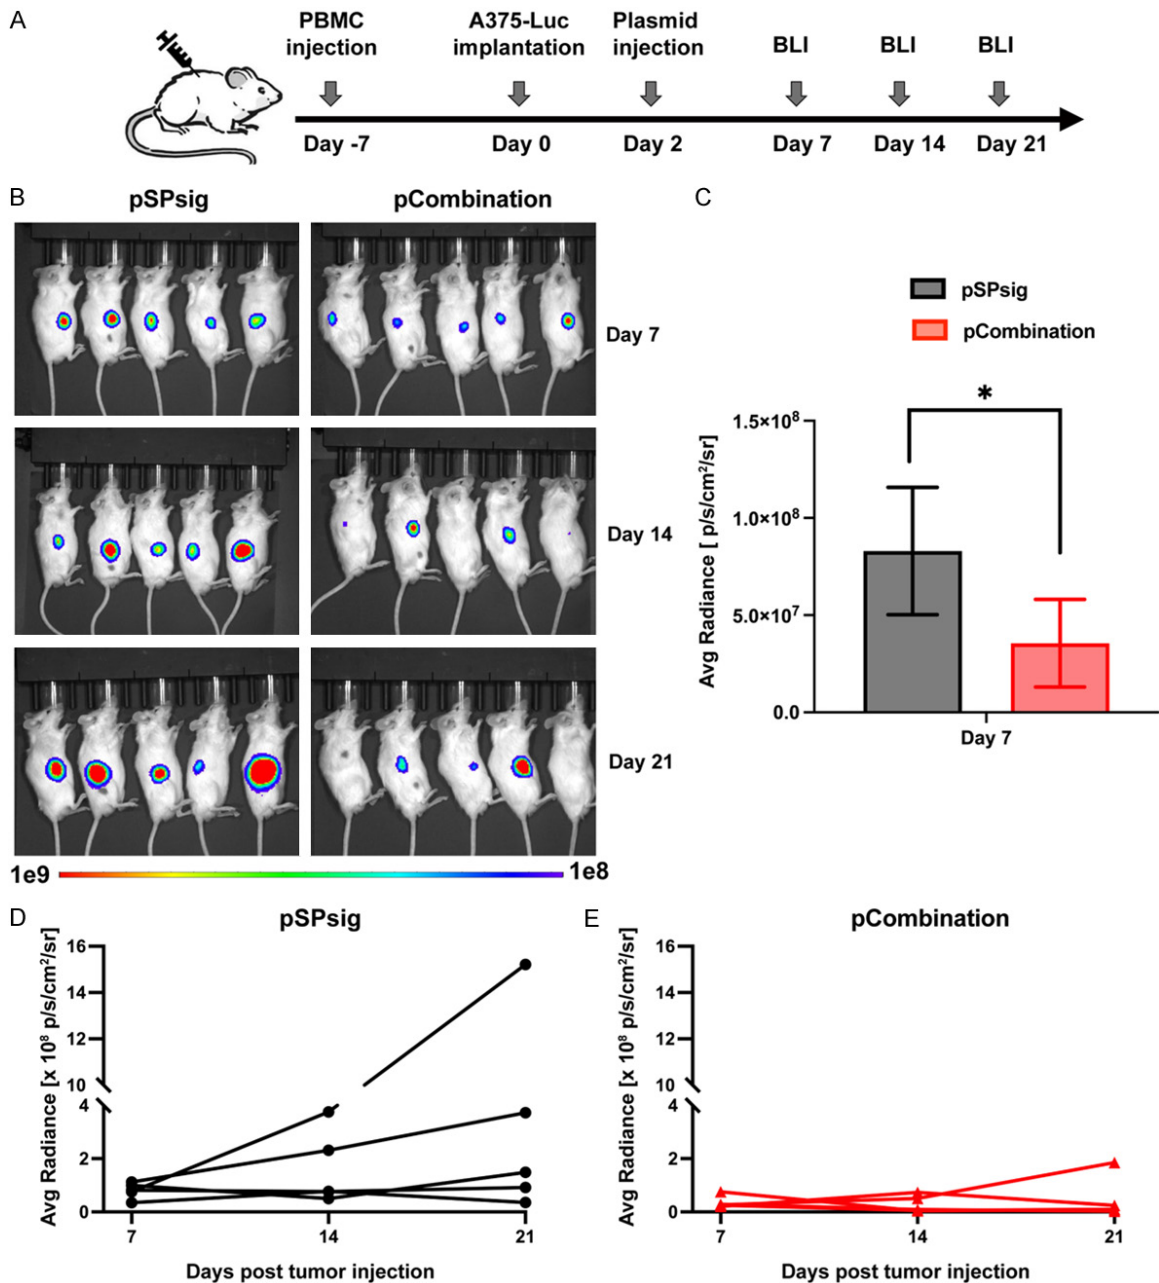 A
PBMC injection
A375-Luc implantation
Plasmid injection
BLI
BLI
BLI
Day -7
Day 0
Day 2
Day 7
Day 14
Day 21
B
pSPsig
pCombination
Day 7
Day 14
Day 21
1e9
1e8
C
pSPsig
pCombination
*
Avg Radiance [ p/s/cm²/sr]
1.5×10⁸
1.0×10⁸
5.0×10⁷
0.0
Day 7
D
pSPsig
Avg Radiance [x 10⁸ p/s/cm²/sr]
16
14
12
10
4
2
0
7
14
21
Days post tumor injection
E
pCombination
Avg Radiance [x 10⁸ p/s/cm²/sr]
16
14
12
10
4
2
0
7
14
21
Days post tumor injection